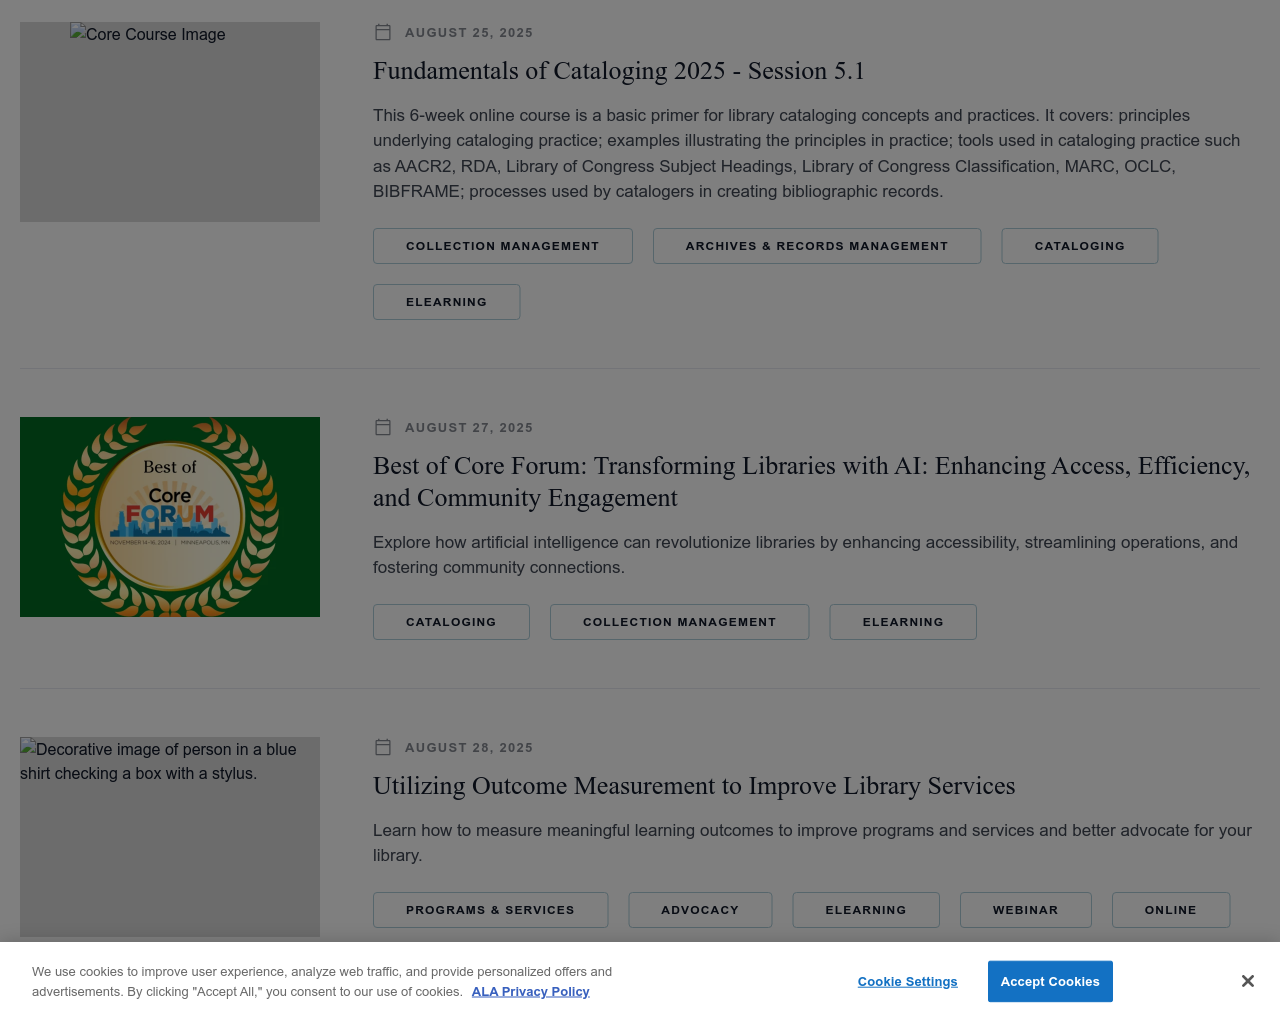 Core Course Image
AUGUST 25, 2025
Fundamentals of Cataloging 2025 - Session 5.1
This 6-week online course is a basic primer for library cataloging concepts and practices. It covers: principles
underlying cataloging practice; examples illustrating the principles in practice; tools used in cataloging practice such
as AACR2, RDA, Library of Congress Subject Headings, Library of Congress Classification, MARC, OCLC,
BIBFRAME; processes used by catalogers in creating bibliographic records.
COLLECTION MANAGEMENT
ARCHIVES & RECORDS MANAGEMENT
CATALOGING
ELEARNING
Best of
Core
FORUM
NOVEMBER 14-16, 2024 | MINNEAPOLIS, MN
AUGUST 27, 2025
Best of Core Forum: Transforming Libraries with AI: Enhancing Access, Efficiency,
and Community Engagement
Explore how artificial intelligence can revolutionize libraries by enhancing accessibility, streamlining operations, and
fostering community connections.
CATALOGING
COLLECTION MANAGEMENT
ELEARNING
Decorative image of person in a blue
shirt checking a box with a stylus.
AUGUST 28, 2025
Utilizing Outcome Measurement to Improve Library Services
Learn how to measure meaningful learning outcomes to improve programs and services and better advocate for your
library.
PROGRAMS & SERVICES
ADVOCACY
ELEARNING
WEBINAR
ONLINE
We use cookies to improve user experience, analyze web traffic, and provide personalized offers and
advertisements. By clicking "Accept All," you consent to our use of cookies. ALA Privacy Policy
Cookie Settings
Accept Cookies